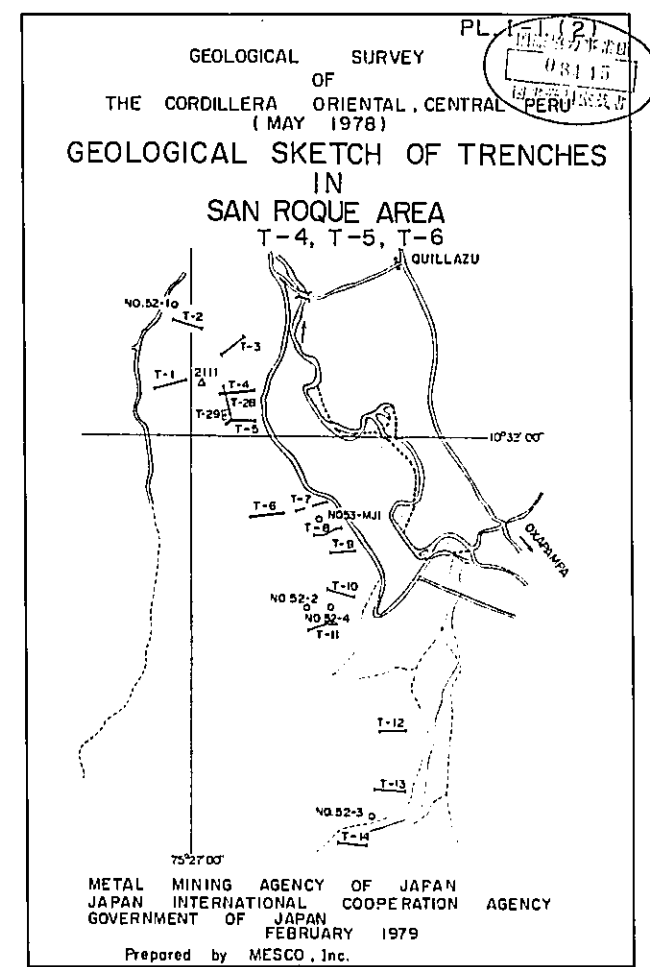 PL. I-1 (2)
GEOLOGICAL SURVEY
OF
THE CORDILLERA ORIENTAL, CENTRAL PERU
(MAY 1978)
GEOLOGICAL SKETCH OF TRENCHES
IN
SAN ROQUE AREA
T-4, T-5, T-6
QUILLAZU
NO.52-1
T-2
T-3
2111
T-1
T-4
T-28
T-29E
T-5
10°32'00"
T-6
T-7
NO53-MJ1
T-8
T-9
OXAPAMPA
T-10
NO.52-2
NO.52-4
T-11
T-12
T-13
NO.52-3
T-14
75°27'00"
METAL MINING AGENCY OF JAPAN
JAPAN INTERNATIONAL COOPERATION AGENCY
GOVERNMENT OF JAPAN
FEBRUARY 1979
Prepared by MESCO, Inc.